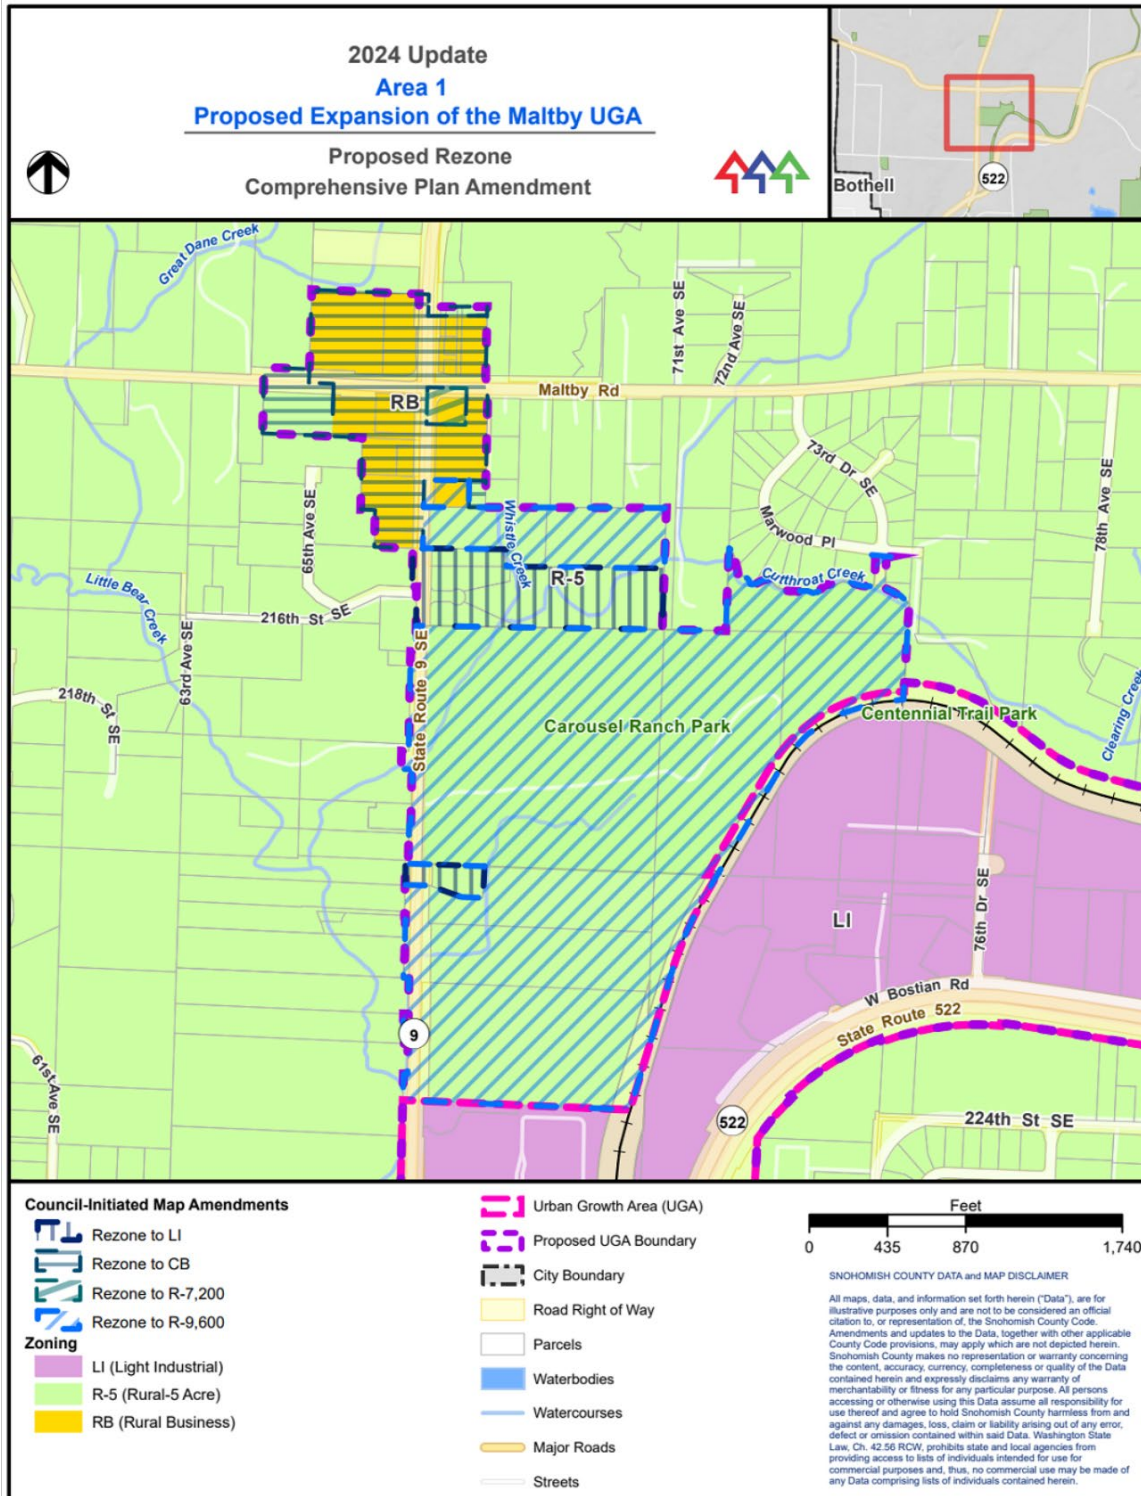 2024 Update
Area 1
Proposed Expansion of the Maltby UGA
Proposed Rezone
Comprehensive Plan Amendment
Bothell
522
Great Dane Creek
71st Ave SE
72nd Ave SE
Maltby Rd
RB
73rd Dr SE
Marwood Pl
78th Ave SE
65th Ave SE
Whistle Creek
R-5
Cutthroat Creek
Little Bear Creek
216th St SE
63rd Ave SE
State Route 9 SE
218th St SE
Carousel Ranch Park
Centennial Trail Park
Clearing Creek
76th Dr SE
LI
W Bostian Rd
State Route 522
9
61st Ave SE
522
224th St SE
Council-Initiated Map Amendments
Rezone to LI
Rezone to CB
Rezone to R-7,200
Rezone to R-9,600
Zoning
LI (Light Industrial)
R-5 (Rural-5 Acre)
RB (Rural Business)
Urban Growth Area (UGA)
Proposed UGA Boundary
City Boundary
Road Right of Way
Parcels
Waterbodies
Watercourses
Major Roads
Streets
Feet
0 435 870 1,740
SNOHOMISH COUNTY DATA and MAP DISCLAIMER
All maps, data, and information set forth herein ("Data"), are for
illustrative purposes only and are not to be considered an official
citation to, or representation of, the Snohomish County Code.
Amendments and updates to the Data, together with other applicable
County Code provisions, may apply which are not depicted herein.
Snohomish County makes no representation or warranty concerning
the content, accuracy, currency, completeness or quality of the Data
contained herein and expressly disclaims any warranty of
merchantability or fitness for any particular purpose. All persons
accessing or otherwise using this Data assume all responsibility for
use thereof and agree to hold Snohomish County harmless from and
against any damages, loss, claim or liability arising out of any error,
defect or omission contained within said Data. Washington State
Law, Ch. 42.56 RCW, prohibits state and local agencies from
providing access to lists of individuals intended for use for
commercial purposes and, thus, no commercial use may be made of
any Data comprising lists of individuals contained herein.